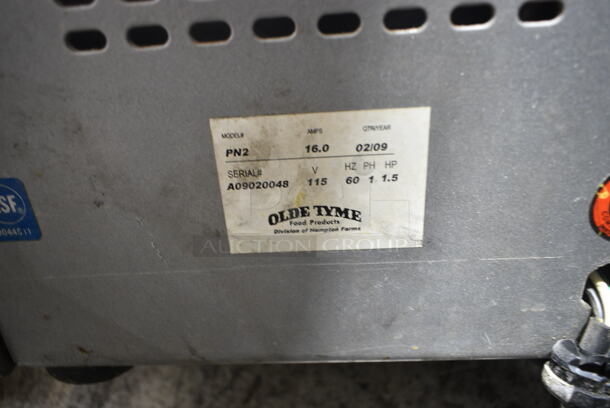 MODEL# AMPS QTR/YEAR
PN2 16.0 02/09
SERIAL# V HZ PH HP
A09020048 115 60 1 1.5
OLDE TYME
Food Products
Division of Hampton Farms
AUCTION GROUP
SF